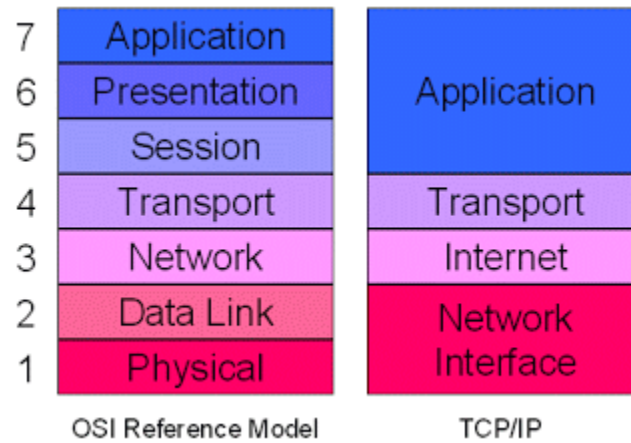 7 Application
6 Presentation
5 Session
4 Transport
3 Network
2 Data Link
1 Physical
OSI Reference Model
Application
Transport
Internet
Network
Interface
TCP/IP